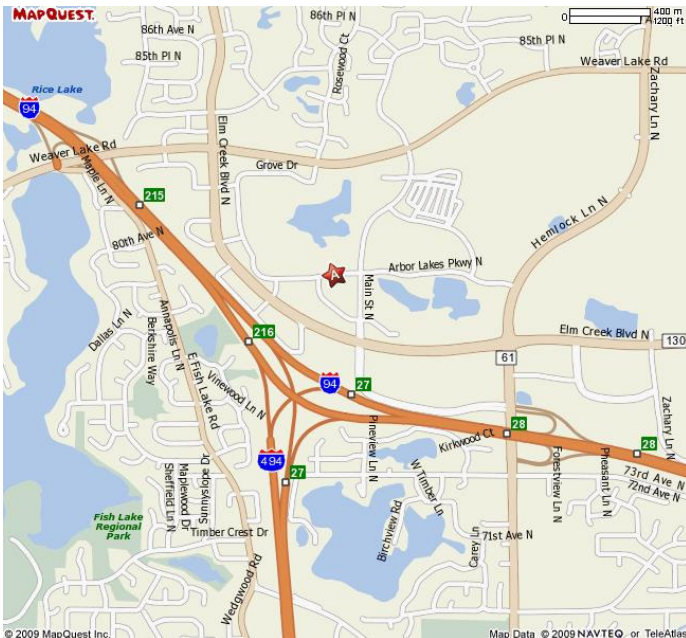 MAPQUEST.
86th Ave N
86th Pl N
0
400 m
1200 ft
85th Pl N
Rosewood Ct
85th Pl N
Weaver Lake Rd
Zachary Ln N
Rice Lake
94
Elm Creek Blvd N
Weaver Lake Rd
Maple Ln N
Grove Dr
215
Hemlock Ln N
80th Ave N
A
Arbor Lakes Pkwy N
Main St N
Annapolis Ln N
Dallas Ln N
Berkshire Way
216
Elm Creek Blvd N
130
61
E Fish Lake Rd
Vinewood Ln N
94
27
Zachary Ln N
Pineview Ln N
28
Kirkwood Ct
494
27
28
W Timber Ln
Forestview Ln N
Pheasant Ln N
73rd Ave N
72nd Ave N
Sunnyslope Dr
Maplewood Dr
Sheffield Ln N
Fish Lake
Regional
Park
Timber Crest Dr
Birchview Rd
Carey Ln
71st Ave N
Wedgwood Rd
© 2009 MapQuest Inc.
Map Data © 2009 NAVTEQ or TeleAtlas